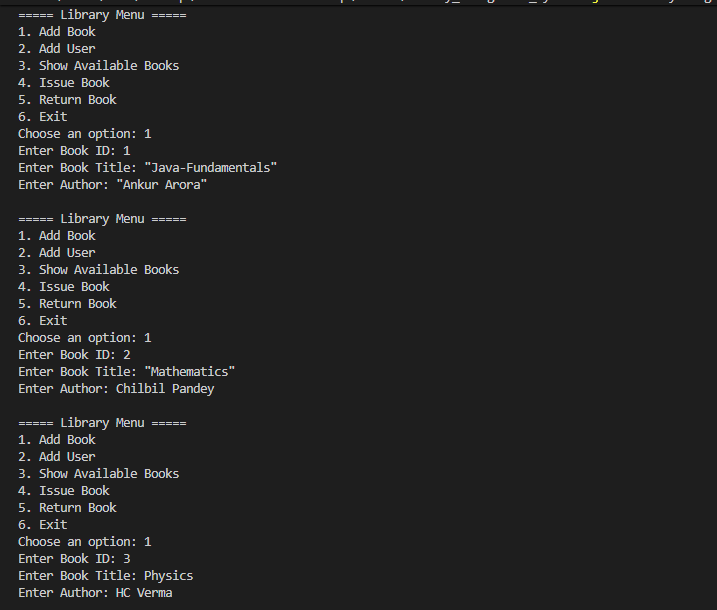 ===== Library Menu =====
1. Add Book
2. Add User
3. Show Available Books
4. Issue Book
5. Return Book
6. Exit
Choose an option: 1
Enter Book ID: 1
Enter Book Title: "Java-Fundamentals"
Enter Author: "Ankur Arora"

===== Library Menu =====
1. Add Book
2. Add User
3. Show Available Books
4. Issue Book
5. Return Book
6. Exit
Choose an option: 1
Enter Book ID: 2
Enter Book Title: "Mathematics"
Enter Author: Chilbil Pandey

===== Library Menu =====
1. Add Book
2. Add User
3. Show Available Books
4. Issue Book
5. Return Book
6. Exit
Choose an option: 1
Enter Book ID: 3
Enter Book Title: Physics
Enter Author: HC Verma